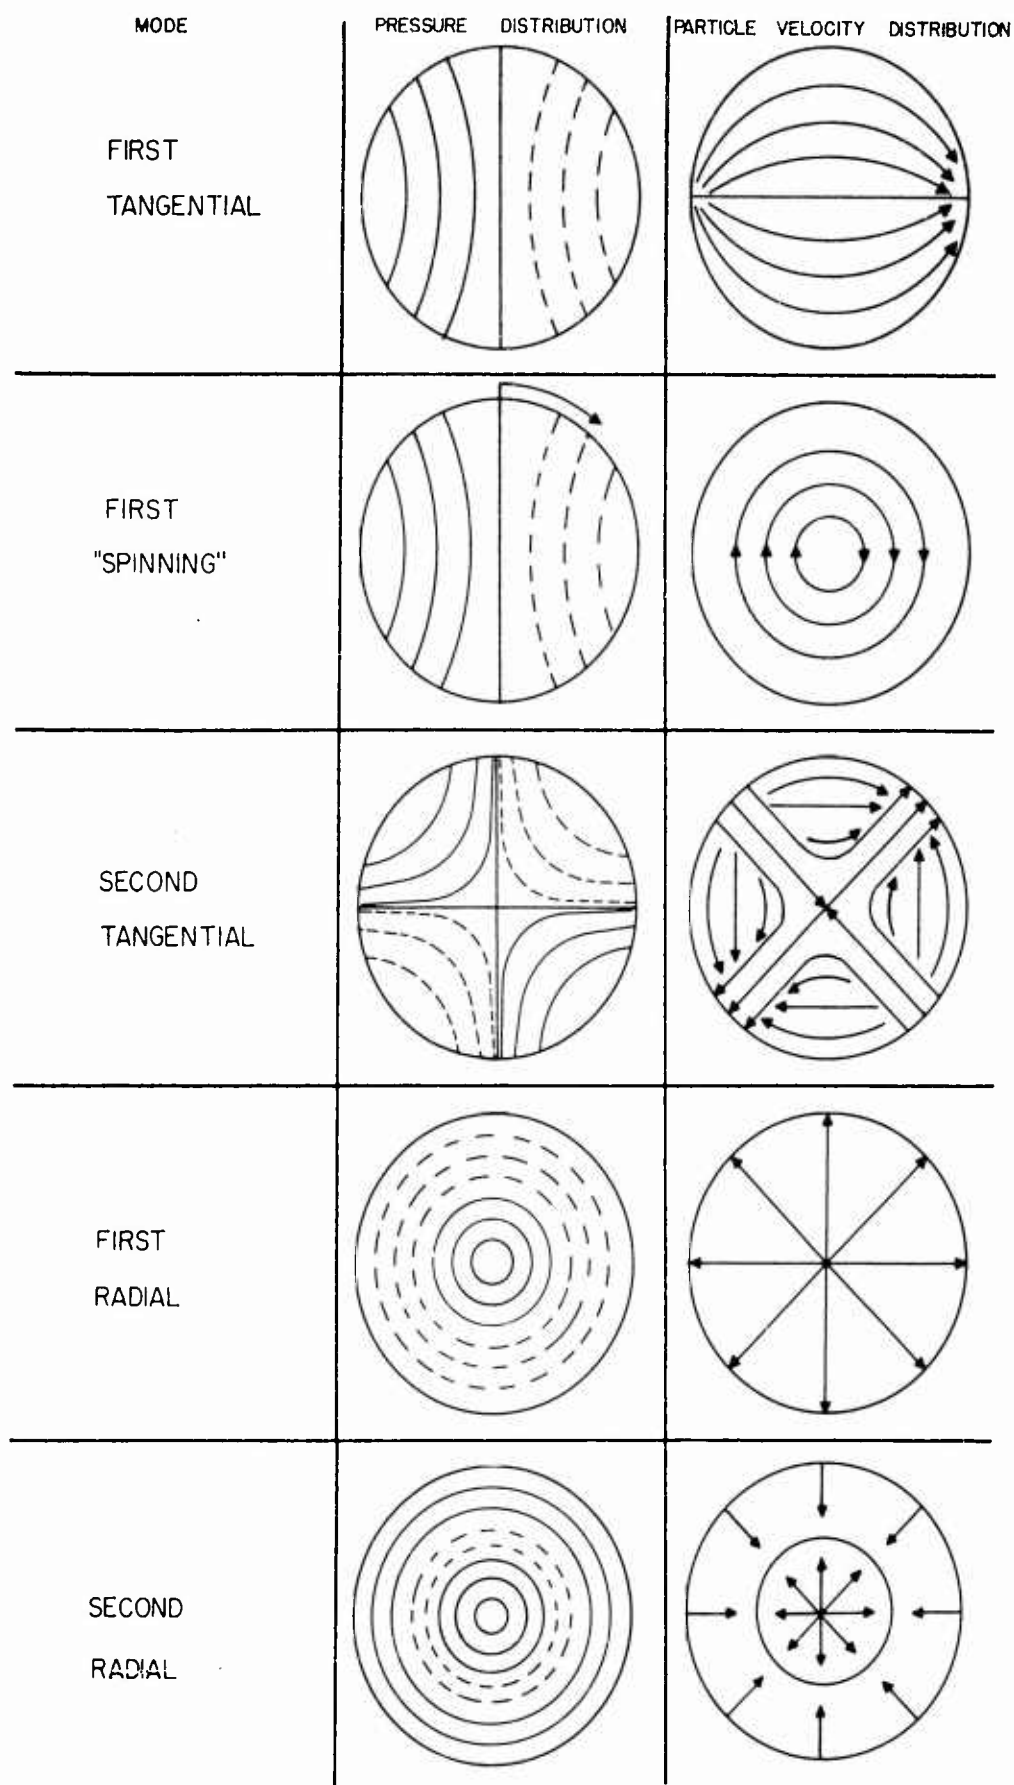 MODE PRESSURE DISTRIBUTION PARTICLE VELOCITY DISTRIBUTION
FIRST
TANGENTIAL
FIRST
"SPINNING"
SECOND
TANGENTIAL
FIRST
RADIAL
SECOND
RADIAL